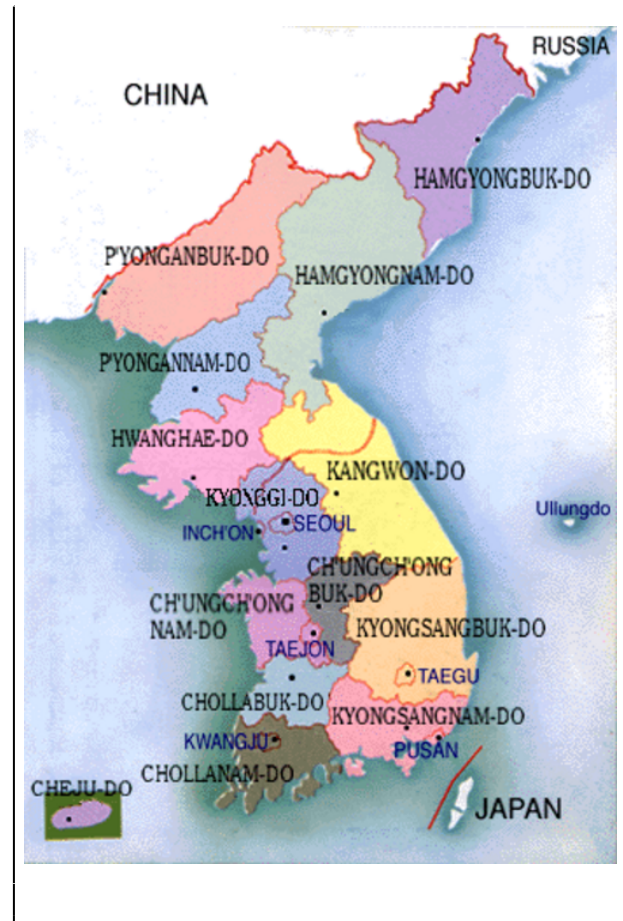 RUSSIA
CHINA
HAMGYONGBUK-DO
P'YONGANBUK-DO
HAMGYONGNAM-DO
P'YONGANNAM-DO
HWANGHAE-DO
KANGWON-DO
KYONGGI-DO
SEOUL
Ullungdo
INCH'ON
CH'UNGCH'ONG
BUK-DO
CH'UNGCH'ONG
NAM-DO
KYONGSANGBUK-DO
TAEJON
TAEGU
CHOLLABUK-DO
KYONGSANGNAM-DO
KWANGJU
PUSAN
CHOLLANAM-DO
CHEJU-DO
JAPAN